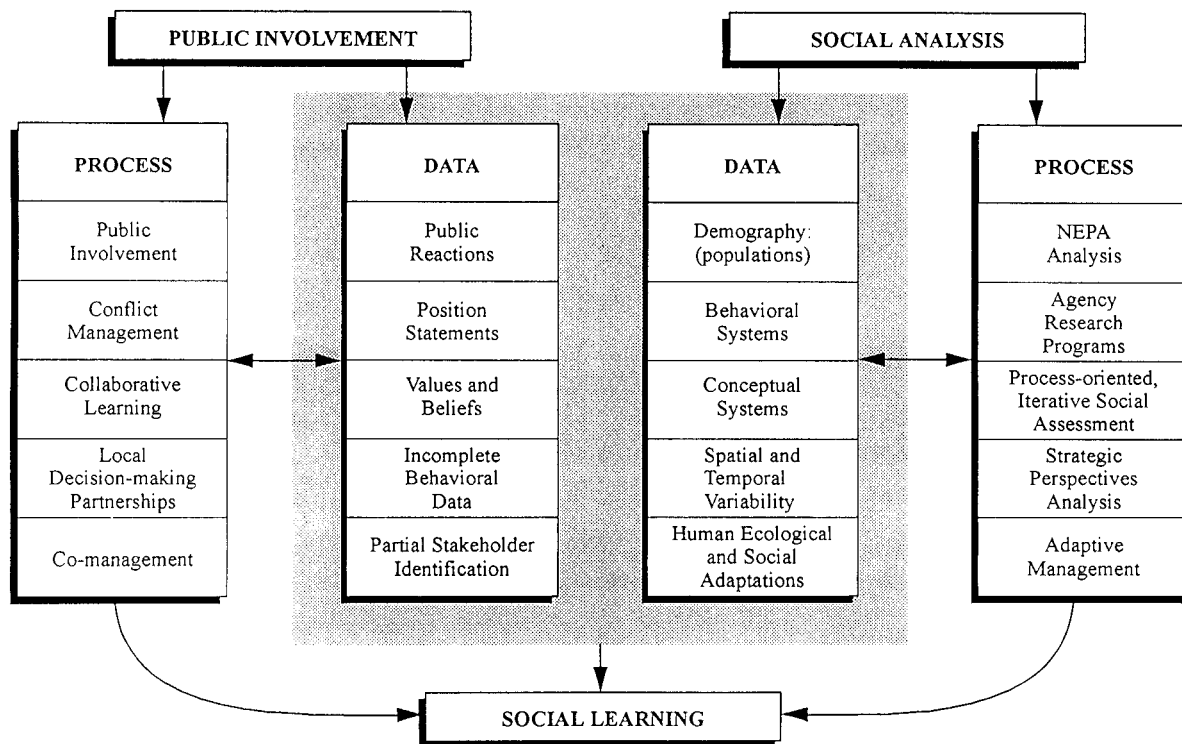 PUBLIC INVOLVEMENT
SOCIAL ANALYSIS
PROCESS
Public
Involvement
Conflict
Management
Collaborative
Learning
Local
Decision-making
Partnerships
Co-management
DATA
Public
Reactions
Position
Statements
Values and
Beliefs
Incomplete
Behavioral
Data
Partial Stakeholder
Identification
DATA
Demography:
(populations)
Behavioral
Systems
Conceptual
Systems
Spatial and
Temporal
Variability
Human Ecological
and Social
Adaptations
PROCESS
NEPA
Analysis
Agency
Research
Programs
Process-oriented,
Iterative Social
Assessment
Strategic
Perspectives
Analysis
Adaptive
Management
SOCIAL LEARNING